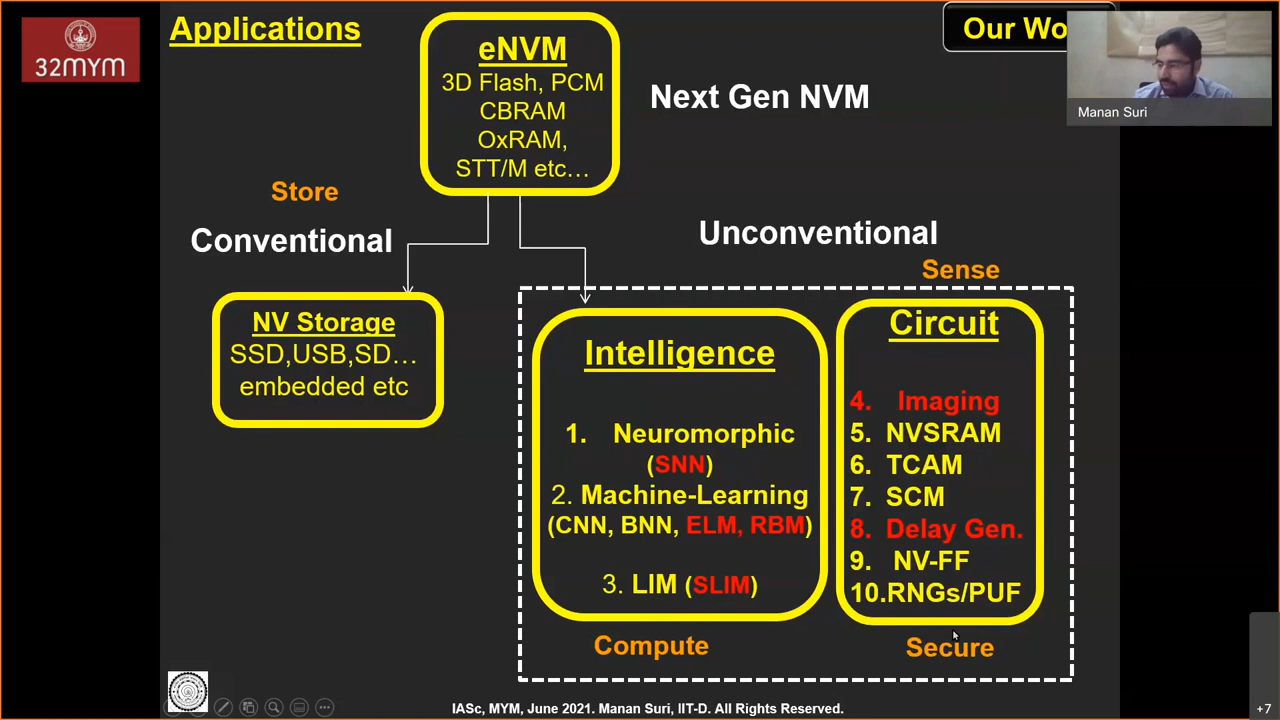 32MYM
Applications
Our Wo
Manan Suri
eNVM
3D Flash, PCM
CBRAM
OxRAM,
STT/M etc…
Next Gen NVM
Store
Conventional
Unconventional
Sense
NV Storage
SSD,USB,SD…
embedded etc
Intelligence
1. Neuromorphic
(SNN)
2. Machine-Learning
(CNN, BNN, ELM, RBM)
3. LIM (SLIM)
Compute
Circuit
4. Imaging
5. NVSRAM
6. TCAM
7. SCM
8. Delay Gen.
9. NV-FF
10.RNGs/PUF
Secure
IASc, MYM, June 2021. Manan Suri, IIT-D. All Rights Reserved.
+7